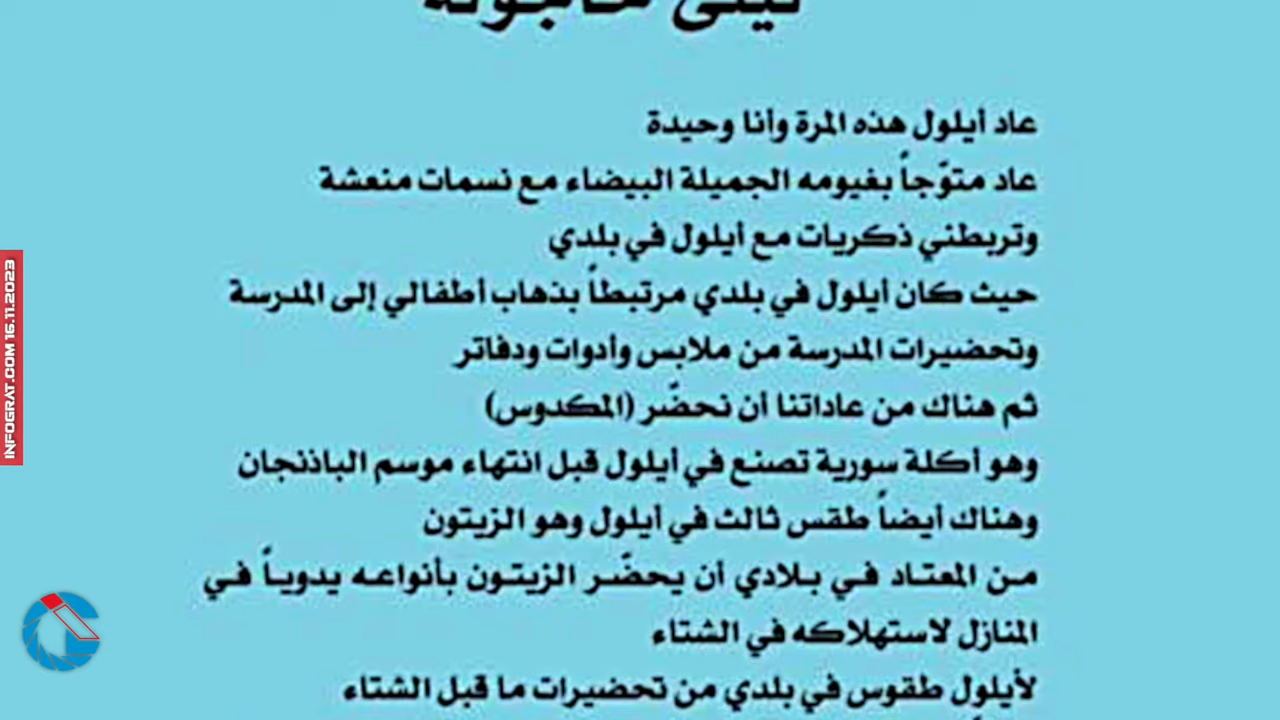 عاد أيلول هذه المرة وأنا وحيدة
عاد متوّجاً بغيومه الجميلة البيضاء مع نسمات منعشة
وتربطني ذكريات مع أيلول في بلدي
حيث كان أيلول في بلدي مرتبطاً بذهاب أطفالي إلى المدرسة
وتحضيرات المدرسة من ملابس وأدوات ودفاتر
ثم هناك من عاداتنا أن نحضّر (المكدوس)
وهو أكلة سورية تصنع في أيلول قبل انتهاء موسم الباذنجان
وهناك أيضاً طقس ثالث في أيلول وهو الزيتون
من المعتاد في بلادي أن يحضّر الزيتون بأنواعه يدوياً في
المنازل لاستهلاكه في الشتاء
لأيلول طقوس في بلدي من تحضيرات ما قبل الشتاء
INFOGRAT.COM 16.11.2023